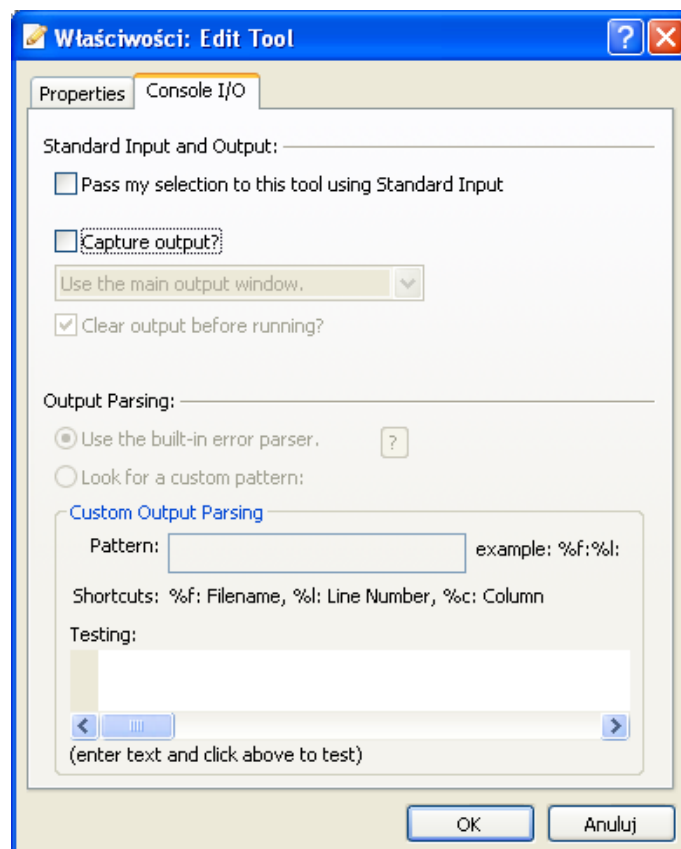 Właściwości: Edit Tool
?
Properties
Console I/O
Standard Input and Output:
Pass my selection to this tool using Standard Input
Capture output?
Use the main output window.
Clear output before running?
Output Parsing:
Use the built-in error parser.
?
Look for a custom pattern:
Custom Output Parsing
Pattern:
example: %f:%l:
Shortcuts: %f: Filename, %l: Line Number, %c: Column
Testing:
(enter text and click above to test)
OK
Anuluj